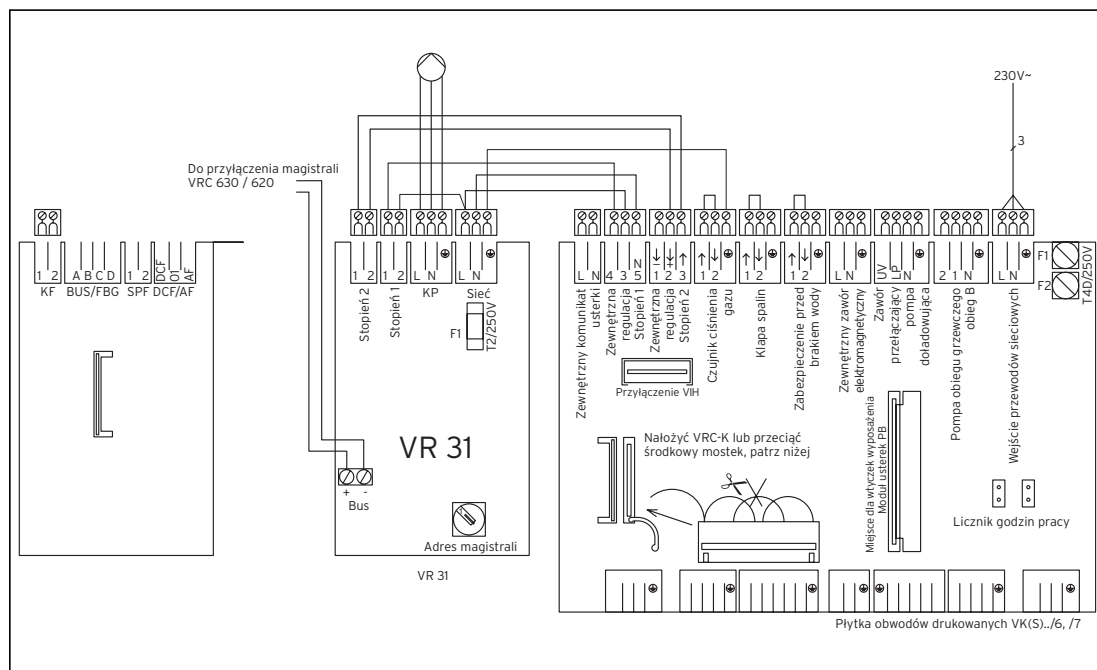 230V~
3
Do przyłączenia magistrali
VRC 630 / 620
1 2
KF
A B C D
BUS/FBG
1 2
SPF
DCF
01
AF
DCF/AF
1 2
Stopień 2
1 2
Stopień 1
L N
KP
L N
Sieć
F1
T2/250V
VR 31
+ -
Bus
Adres magistrali
VR 31
L N
Zewnętrzny komunikat
usterki
4 3 5
N
Zewnętrzna
regulacja
Stopień 1
1 2 3
- +
Zewnętrzna
regulacja
Stopień 2
1 2
Czujnik ciśnienia
gazu
1 2
Klapa spalin
1 2
Zabezpieczenie przed
brakiem wody
L N
Zewnętrzny zawór
elektromagnetyczny
UV
LP
N
Zawór
przełączający
pompa
doładowująca
2 1 N
Pompa obiegu grzewczego
obieg B
L N
Wejście przewodów sieciowych
F1
F2
T4D/250V
Przyłączenie VIH
Nałożyć VRC-K lub przeciąć
środkowy mostek, patrz niżej
Miejsce dla wtyczek wyposażenia
Moduł usterek PB
Licznik godzin pracy
Płytka obwodów drukowanych VK(S)../6, /7